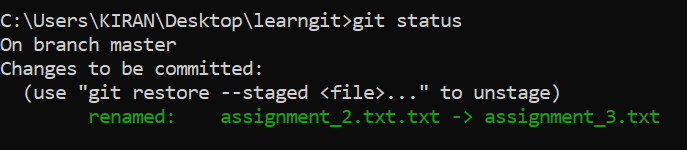 C:\Users\KIRAN\Desktop\learngit>git status
On branch master
Changes to be committed:
  (use "git restore --staged <file>..." to unstage)
        renamed:    assignment_2.txt.txt -> assignment_3.txt